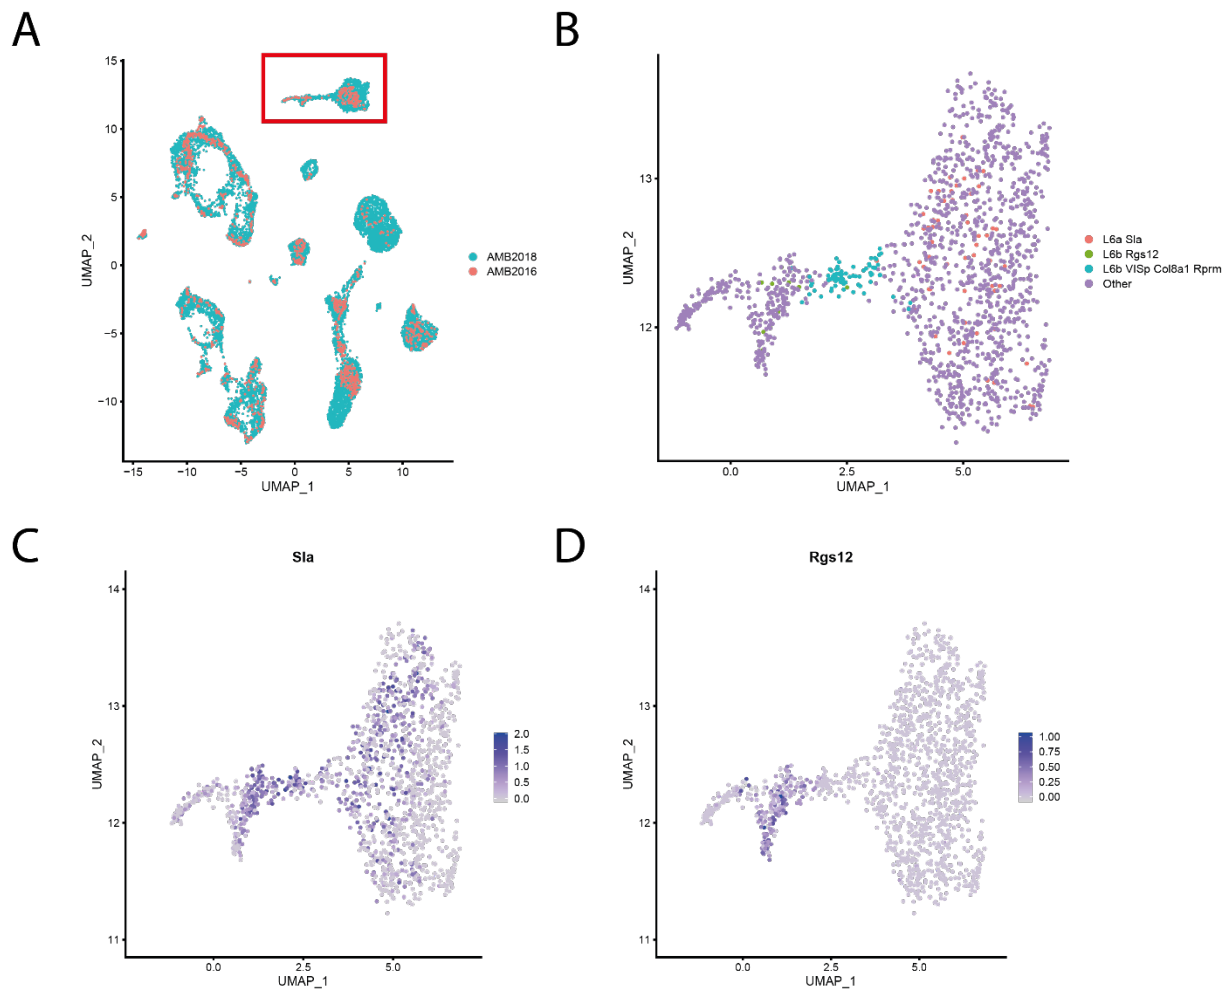 A
15
10
5
0
−5
−10
UMAP_2
−15
−10
−5
0
5
10
UMAP_1
AMB2018
AMB2016
B
13
12
UMAP_2
0.0
2.5
5.0
UMAP_1
L6a Sla
L6b Rgs12
L6b VISp Col8a1 Rprm
Other
C
Sla
14
13
12
11
UMAP_2
0.0
2.5
5.0
UMAP_1
2.0
1.5
1.0
0.0
D
Rgs12
14
13
12
11
UMAP_2
0.0
2.5
5.0
UMAP_1
1.00
0.75
0.50
0.25
0.00